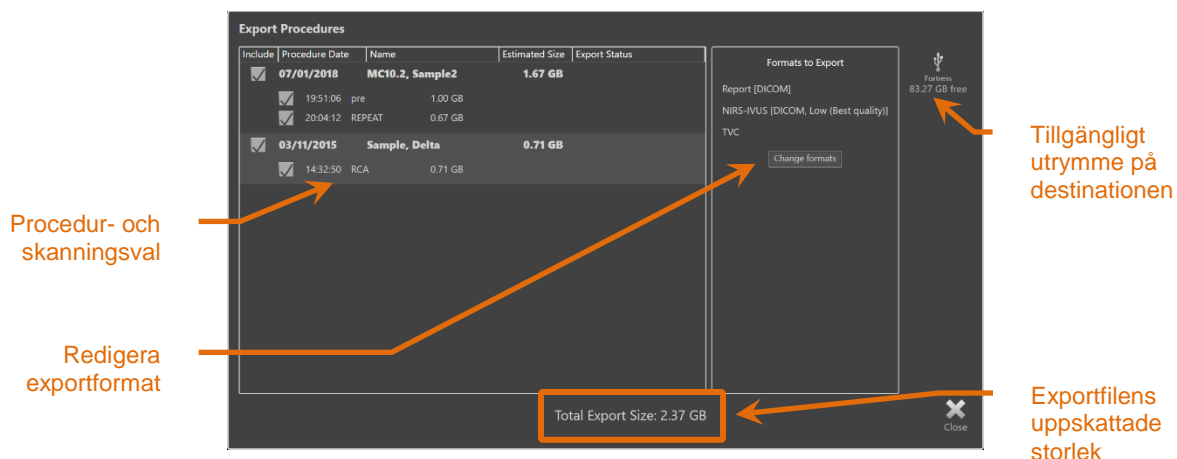 Export Procedures
Include Procedure Date Name Estimated Size Export Status
07/01/2018 MC10.2, Sample2 1.67 GB
19:51:06 pre 1.00 GB
20:04:12 REPEAT 0.67 GB
03/11/2015 Sample, Delta 0.71 GB
14:32:50 RCA 0.71 GB
Formats to Export
Report [DICOM]
NIRS-IVUS [DICOM, Low (Best quality)]
TVC
Change formats
Fortress
83.27 GB free
Tillgängligt
utrymme på
destinationen
Procedur- och
skanningsval
Redigera
exportformat
Total Export Size: 2.37 GB
Close
Exportfilens
uppskattade
storlek